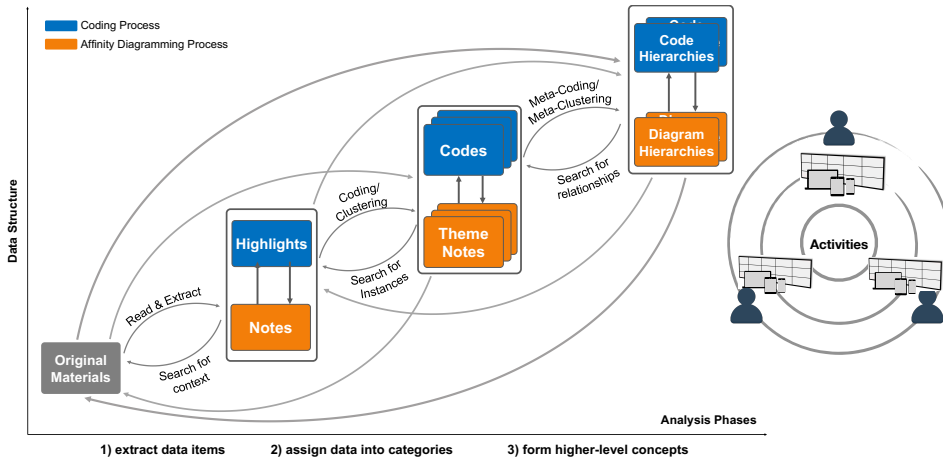 Coding Process
Affinity Diagramming Process
Data Structure
Code
Hierarchies
Diagram
Hierarchies
Meta-Coding/
Meta-Clustering
Search for
relationships
Codes
Theme
Notes
Coding/
Clustering
Search for
Instances
Highlights
Notes
Read & Extract
Search for
context
Original
Materials
Activities
Analysis Phases
1) extract data items
2) assign data into categories
3) form higher-level concepts